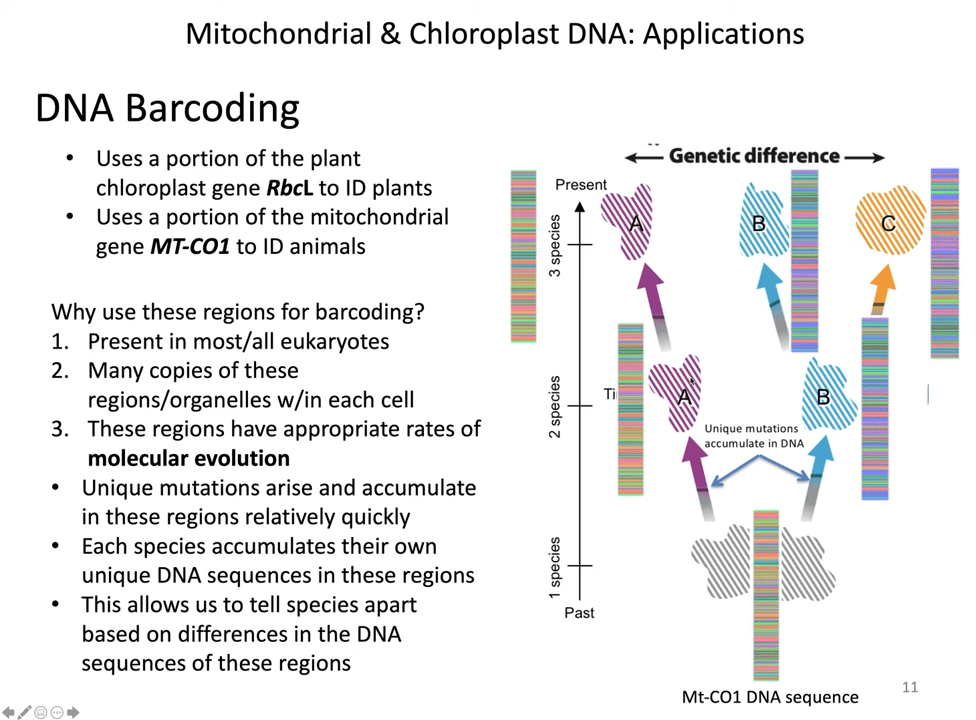 Mitochondrial & Chloroplast DNA: Applications
DNA Barcoding
• Uses a portion of the plant
chloroplast gene RbcL to ID plants
• Uses a portion of the mitochondrial
gene MT-CO1 to ID animals
Why use these regions for barcoding?
1. Present in most/all eukaryotes
2. Many copies of these
regions/organelles w/in each cell
3. These regions have appropriate rates of
molecular evolution
• Unique mutations arise and accumulate
in these regions relatively quickly
• Each species accumulates their own
unique DNA sequences in these regions
• This allows us to tell species apart
based on differences in the DNA
sequences of these regions
Genetic difference
Present
3 species
A
B
C
2 species
A
B
Unique mutations
accumulate in DNA
1 species
Past
Mt-CO1 DNA sequence
11